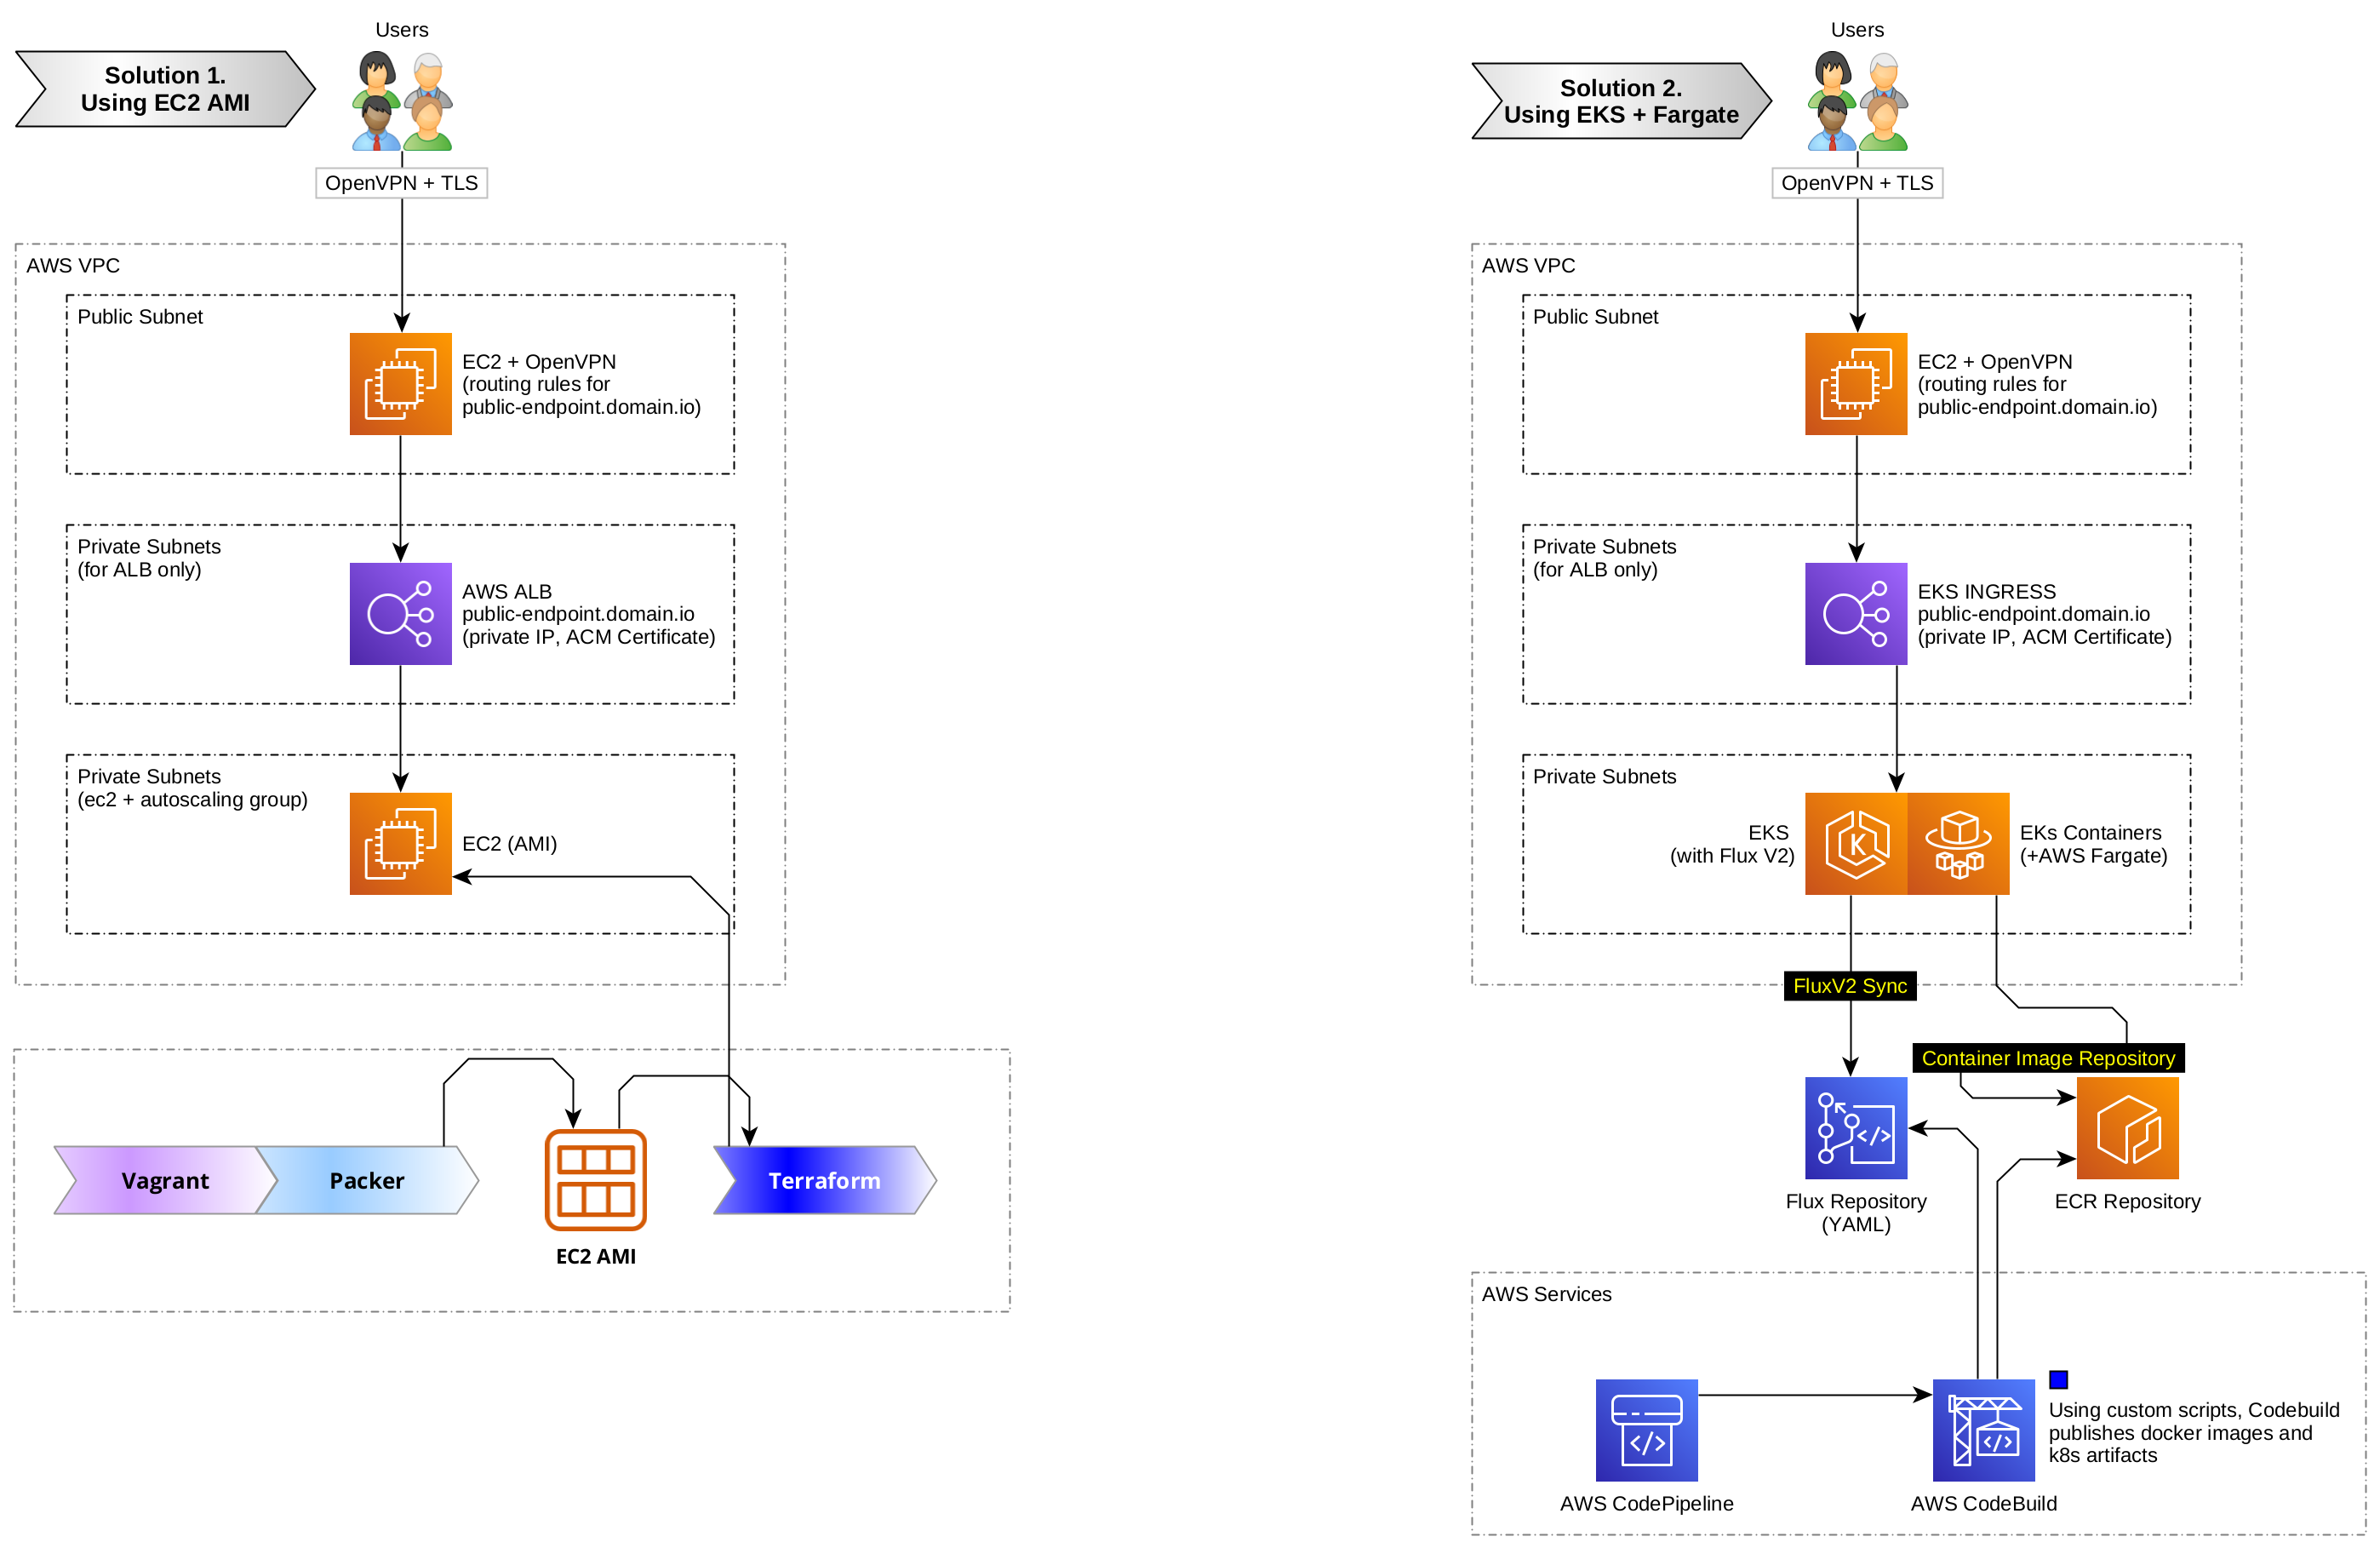 Users
Solution 1.
Using EC2 AMI
OpenVPN + TLS
AWS VPC
Public Subnet
EC2 + OpenVPN
(routing rules for
public-endpoint.domain.io)
Private Subnets
(for ALB only)
AWS ALB
public-endpoint.domain.io
(private IP, ACM Certificate)
Private Subnets
(ec2 + autoscaling group)
EC2 (AMI)
Vagrant
Packer
EC2 AMI
Terraform
Users
Solution 2.
Using EKS + Fargate
OpenVPN + TLS
AWS VPC
Public Subnet
EC2 + OpenVPN
(routing rules for
public-endpoint.domain.io)
Private Subnets
(for ALB only)
EKS INGRESS
public-endpoint.domain.io
(private IP, ACM Certificate)
Private Subnets
EKS
(with Flux V2)
K
EKs Containers
(+AWS Fargate)
FluxV2 Sync
Container Image Repository
Flux Repository
(YAML)
ECR Repository
AWS Services
Using custom scripts, Codebuild
publishes docker images and
k8s artifacts
AWS CodePipeline
AWS CodeBuild